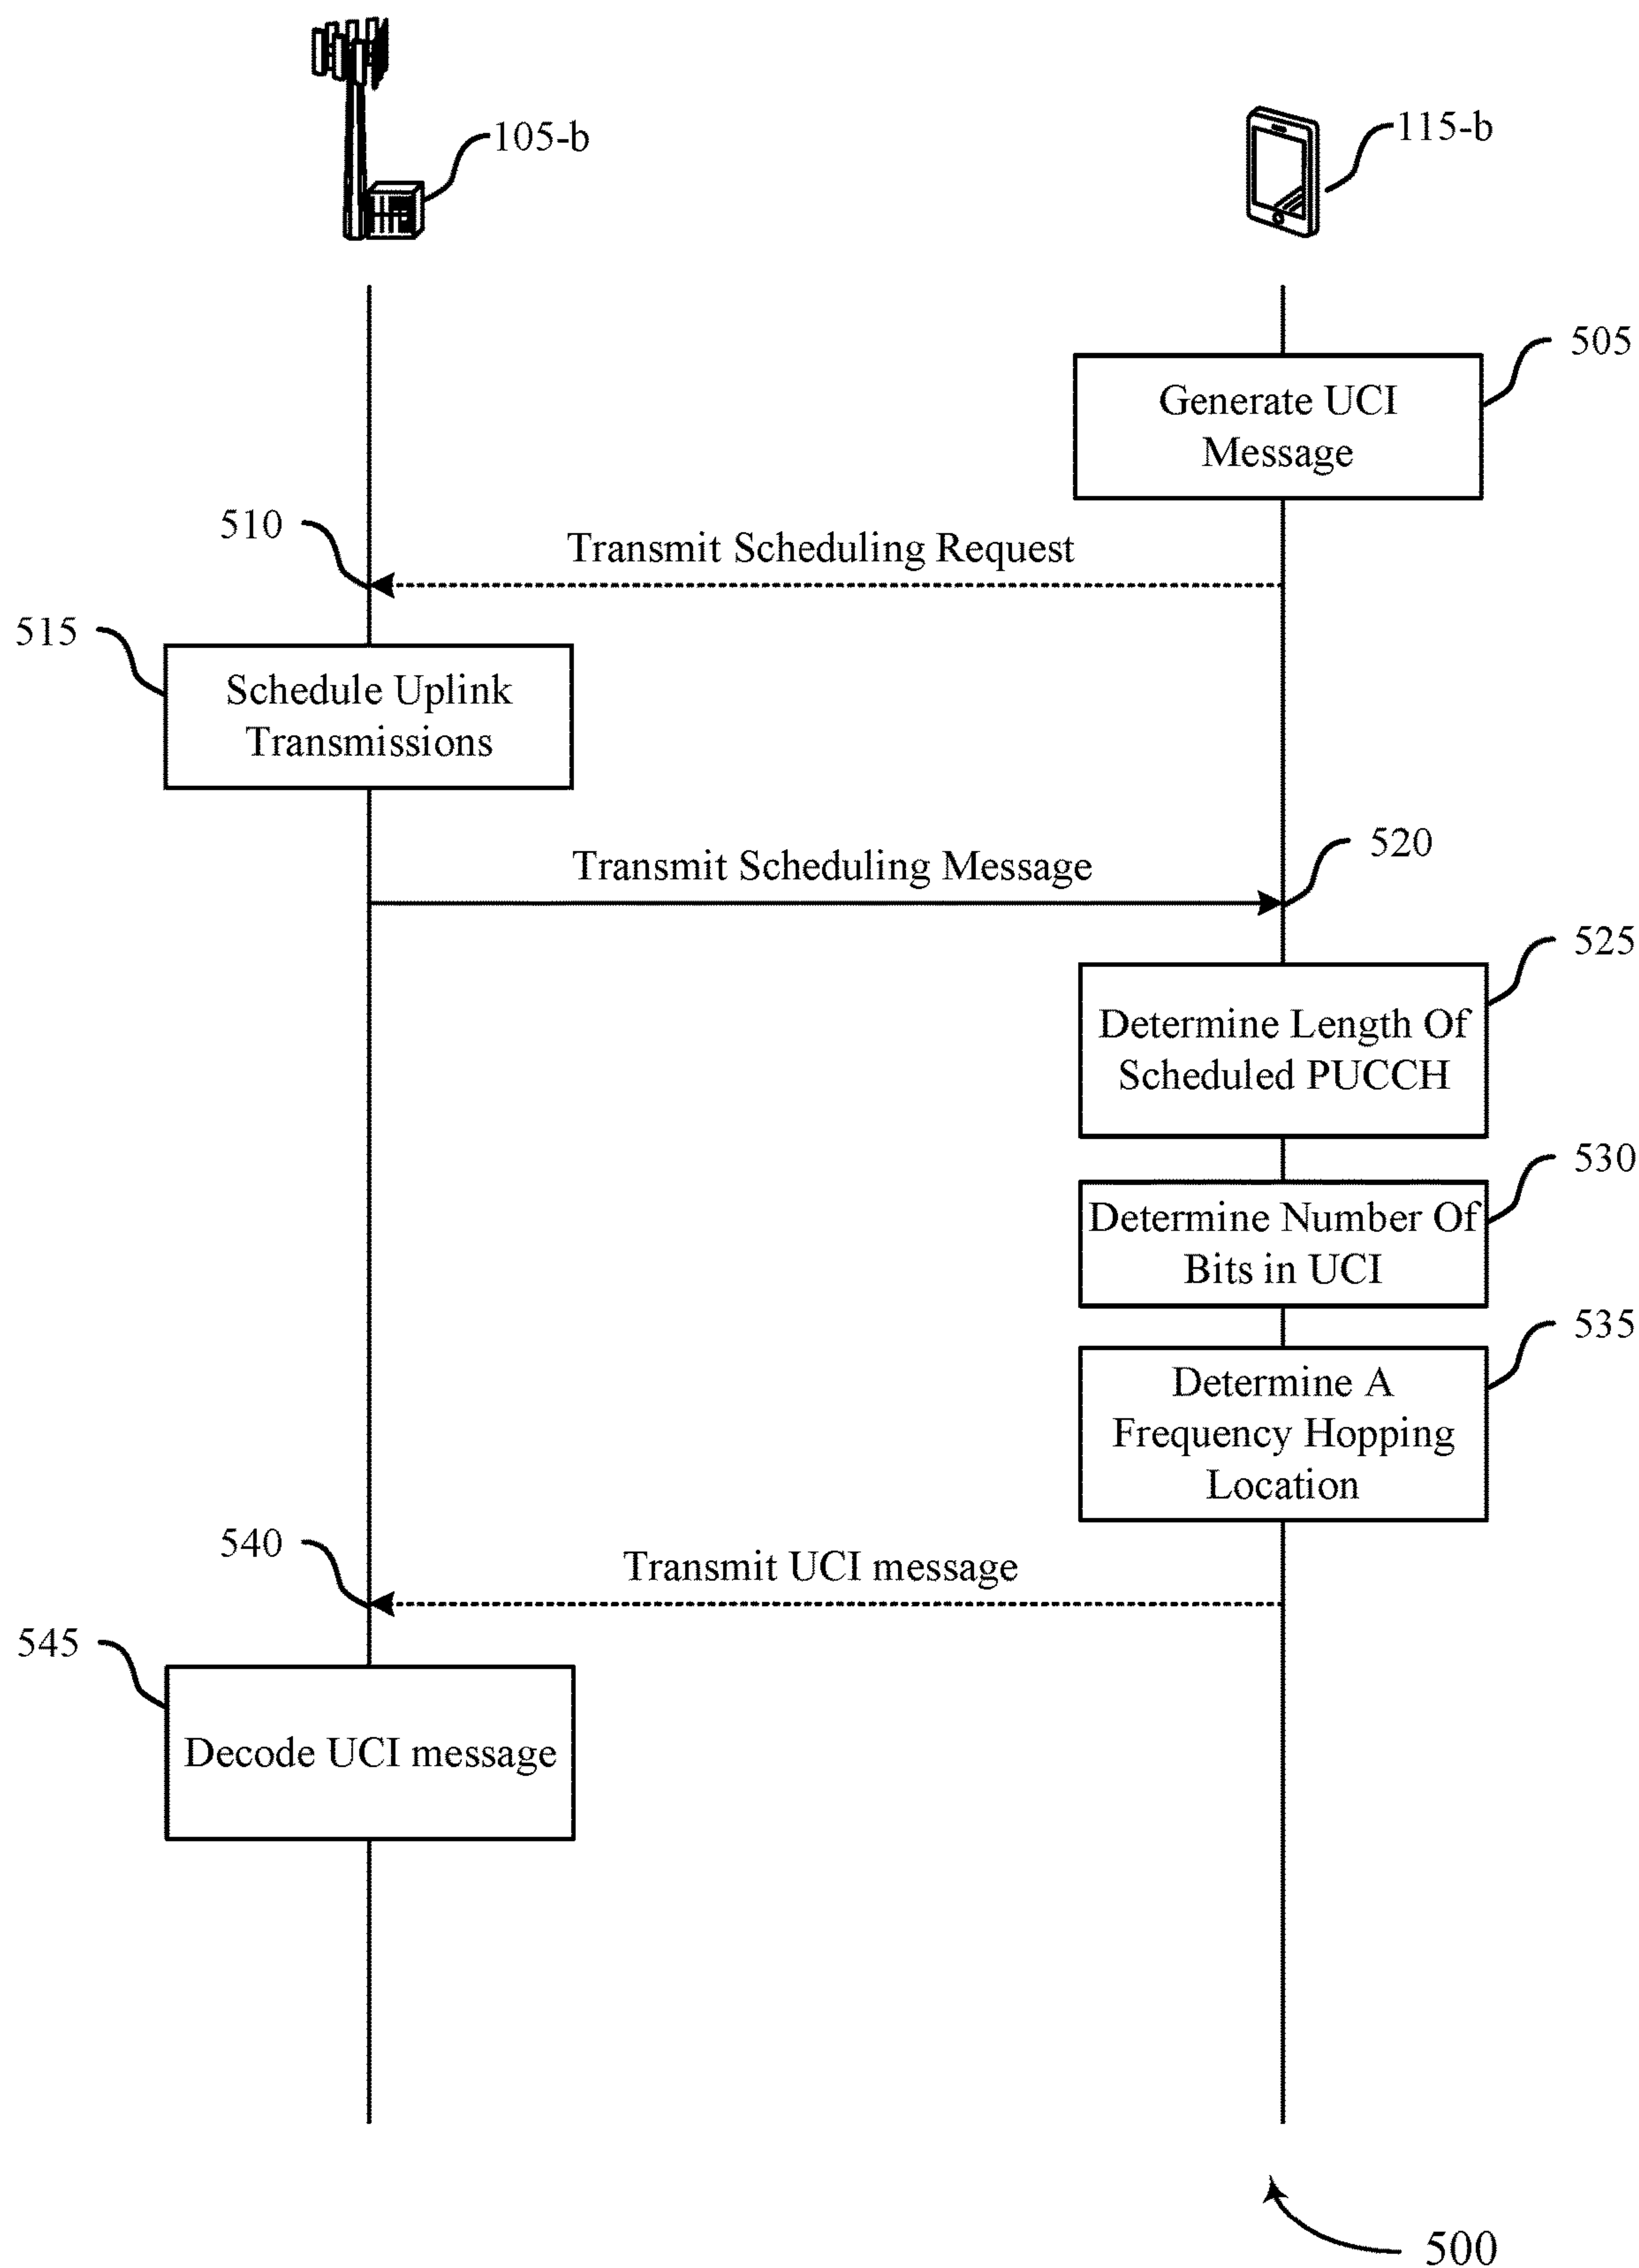 105-b
115-b
505
Generate UCI
Message
510
Transmit Scheduling Request
515
Schedule Uplink
Transmissions
520
Transmit Scheduling Message
525
Determine Length Of
Scheduled PUCCH
530
Determine Number Of
Bits in UCI
535
Determine A
Frequency Hopping
Location
540
Transmit UCI message
545
Decode UCI message
500